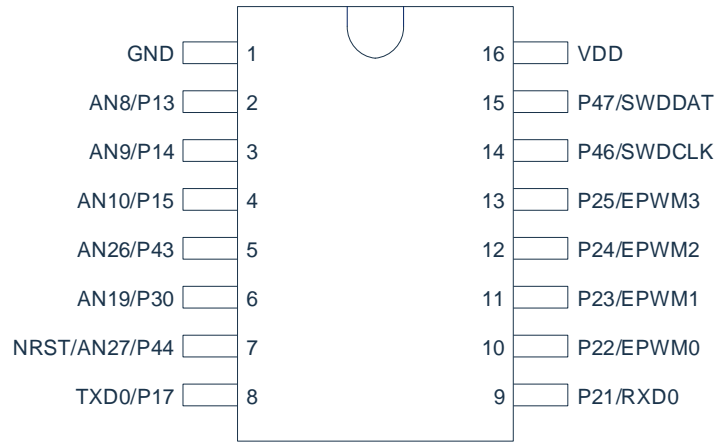 GND 1 16 VDD
AN8/P13 2 15 P47/SWDDAT
AN9/P14 3 14 P46/SWDCLK
AN10/P15 4 13 P25/EPWM3
AN26/P43 5 12 P24/EPWM2
AN19/P30 6 11 P23/EPWM1
NRST/AN27/P44 7 10 P22/EPWM0
TXD0/P17 8 9 P21/RXD0